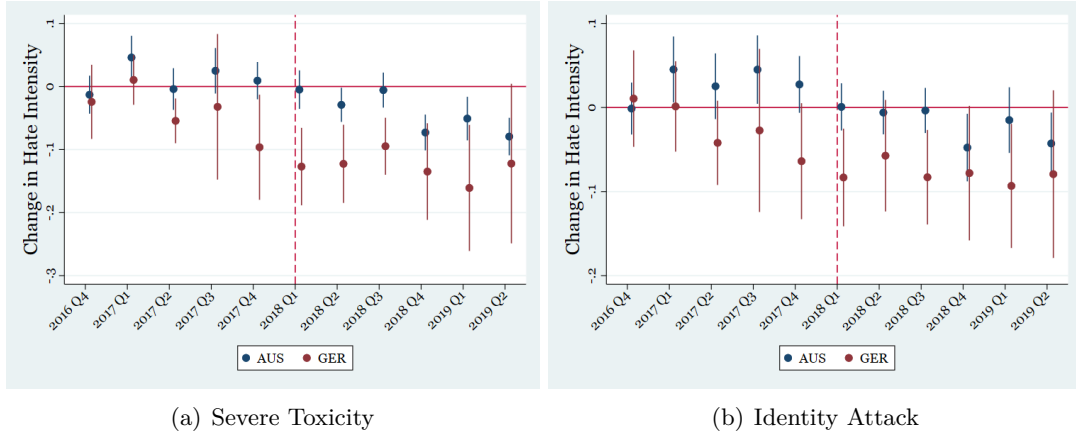 Change in Hate Intensity
.1
0
-.1
-.2
-.3
2016 Q4
2017 Q1
2017 Q2
2017 Q3
2017 Q4
2018 Q1
2018 Q2
2018 Q3
2018 Q4
2019 Q1
2019 Q2
AUS GER
(a) Severe Toxicity
Change in Hate Intensity
.1
0
-.1
-.2
2016 Q4
2017 Q1
2017 Q2
2017 Q3
2017 Q4
2018 Q1
2018 Q2
2018 Q3
2018 Q4
2019 Q1
2019 Q2
AUS GER
(b) Identity Attack